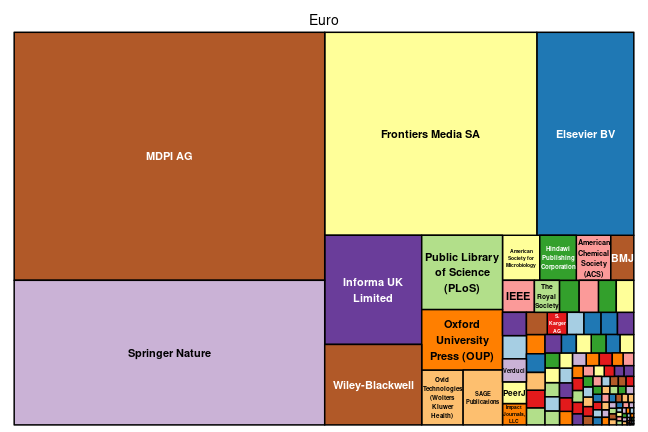 Euro
MDPI AG
Frontiers Media SA
Elsevier BV
Springer Nature
Informa UK
Limited
Wiley-Blackwell
Public Library
of Science
(PLoS)
Oxford
University
Press (OUP)
Ovid
Technologies
(Wolters
Kluwer
Health)
SAGE
Publications
American
Society for
Microbiology
Hindawi
Publishing
Corporation
American
Chemical
Society
(ACS)
BMJ
IEEE
The
Royal
Society
S.
Karger
AG
Verduci
PeerJ
Impact
Journals,
LLC